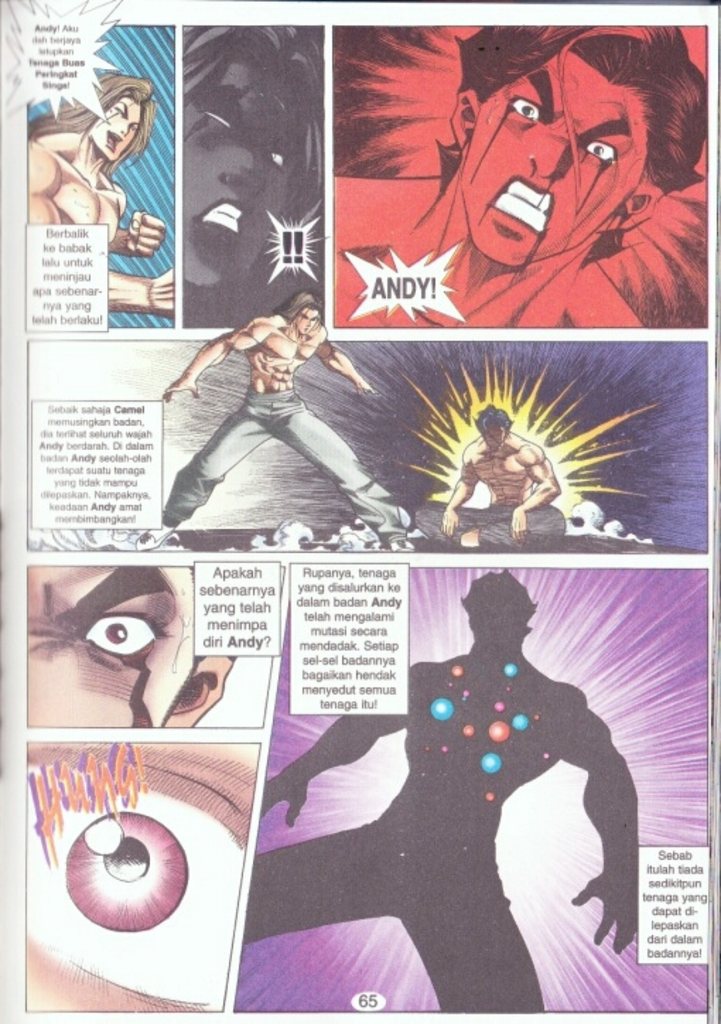 Andy! Aku
dah berjaya
letupkan
Tenaga Buas
Peringkat
Singa!
Berbalik
ke babak
lalu untuk
meninjau
apa sebenar-
nya yang
telah berlaku!
!!
ANDY!
Sebaik sahaja Camel
memusingkan badan,
dia terlihat seluruh wajah
Andy berdarah. Di dalam
badan Andy seolah-olah
terdapat suatu tenaga
yang tidak mampu
dilepaskan. Nampaknya,
keadaan Andy amat
membimbangkan!
Apakah
sebenarnya
yang telah
menimpa
diri Andy?
Rupanya, tenaga
yang disalurkan ke
dalam badan Andy
telah mengalami
mutasi secara
mendadak. Setiap
sel-sel badannya
bagaikan hendak
menyedut semua
tenaga itu!
HUNG!
Sebab
itulah tiada
sedikitpun
tenaga yang
dapat di-
lepaskan
dari dalam
badannya!
65